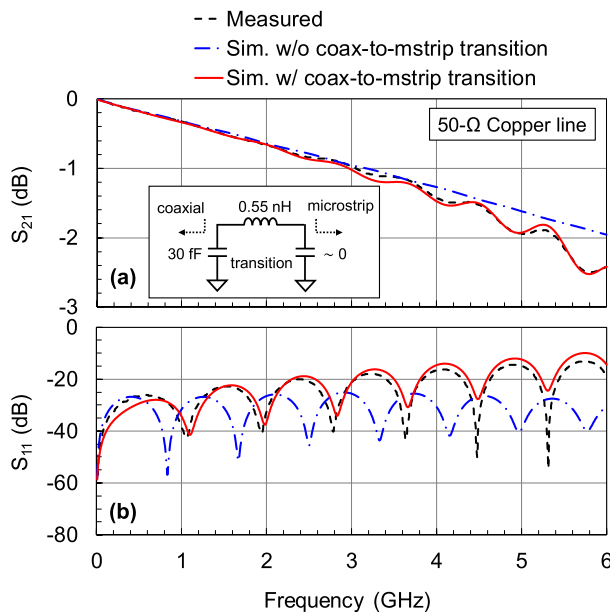 Measured
Sim. w/o coax-to-mstrip transition
Sim. w/ coax-to-mstrip transition
0
-1
-2
-3
S21 (dB)
50-Ω Copper line
coaxial
0.55 nH
microstrip
30 fF
transition
~ 0
(a)
0
-20
-40
-60
-80
S11 (dB)
(b)
0
1
2
3
4
5
6
Frequency (GHz)